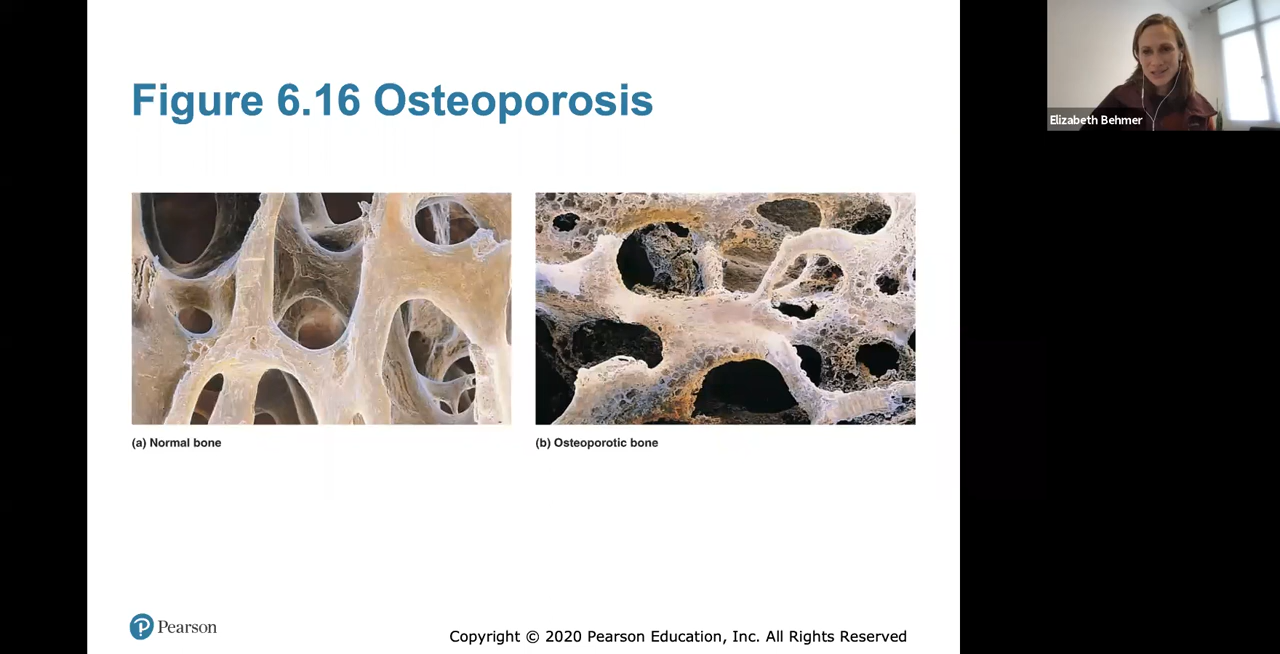 Figure 6.16 Osteoporosis
Elizabeth Behmer
(a) Normal bone
(b) Osteoporotic bone
Pearson
Copyright © 2020 Pearson Education, Inc. All Rights Reserved